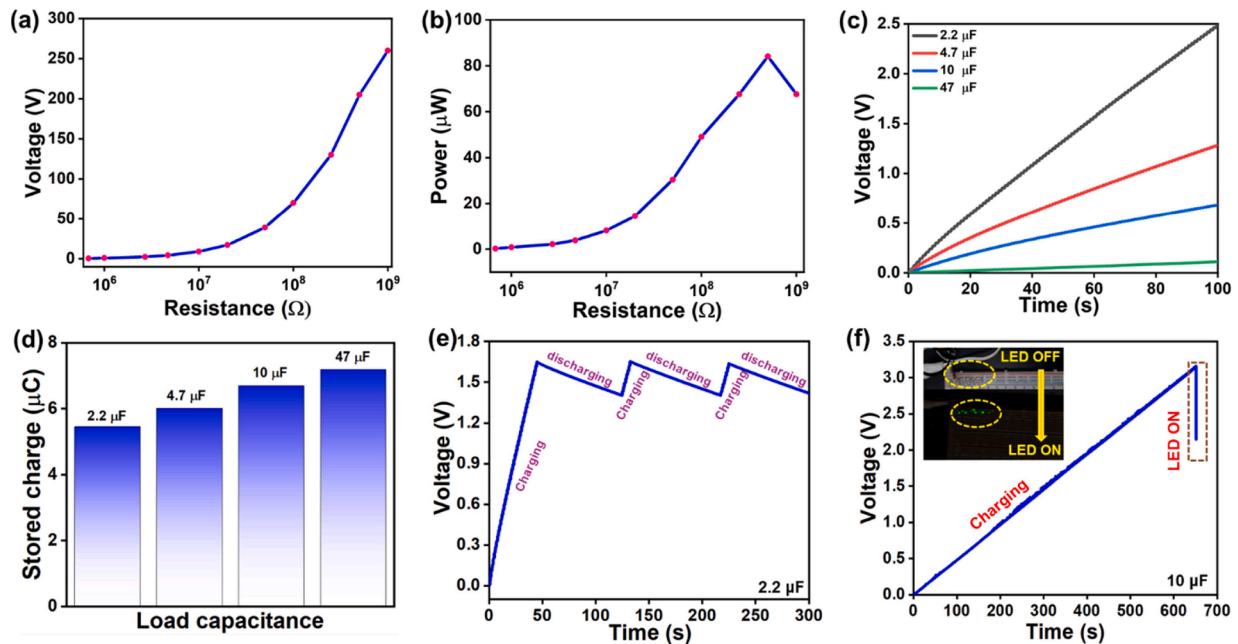 (a)
300
250
200
150
100
50
0
Voltage (V)
10⁶
10⁷
10⁸
10⁹
Resistance (Ω)
(b)
100
80
60
40
20
0
Power (μW)
10⁶
10⁷
10⁸
10⁹
Resistance (Ω)
(c)
2.5
2.0
1.5
1.0
0.5
0.0
Voltage (V)
2.2 μF
4.7 μF
10 μF
47 μF
0
20
40
60
80
100
Time (s)
(d)
8
6
4
2
0
Stored charge (μC)
2.2 μF
4.7 μF
10 μF
47 μF
Load capacitance
(e)
1.8
1.5
1.2
0.9
0.6
0.3
0.0
Voltage (V)
Charging
discharging
Charging
discharging
Charging
discharging
2.2 μF
0
50
100
150
200
250
300
Time (s)
(f)
3.5
3.0
2.5
2.0
1.5
1.0
0.5
0.0
Voltage (V)
LED OFF
LED ON
Charging
LED ON
10 μF
0
100
200
300
400
500
600
700
Time (s)